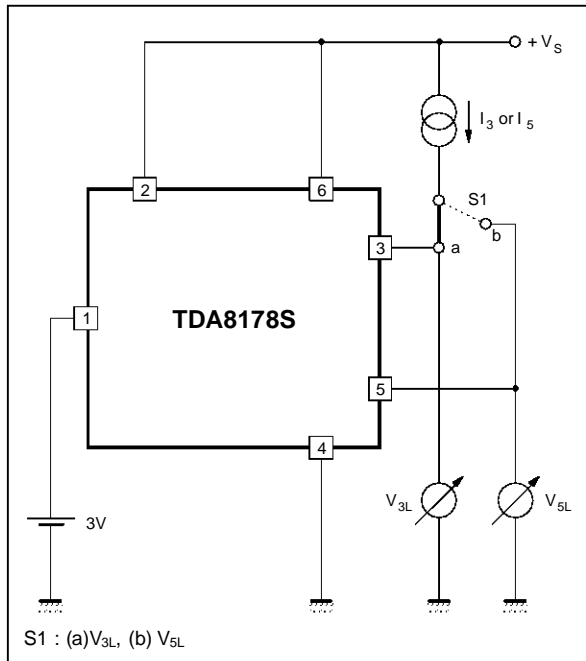 + V_S
I_3 or I_5
2
6
S1
3
a
b
1
TDA8178S
5
4
V_3L
V_5L
3V
S1 : (a)V_3L, (b) V_5L